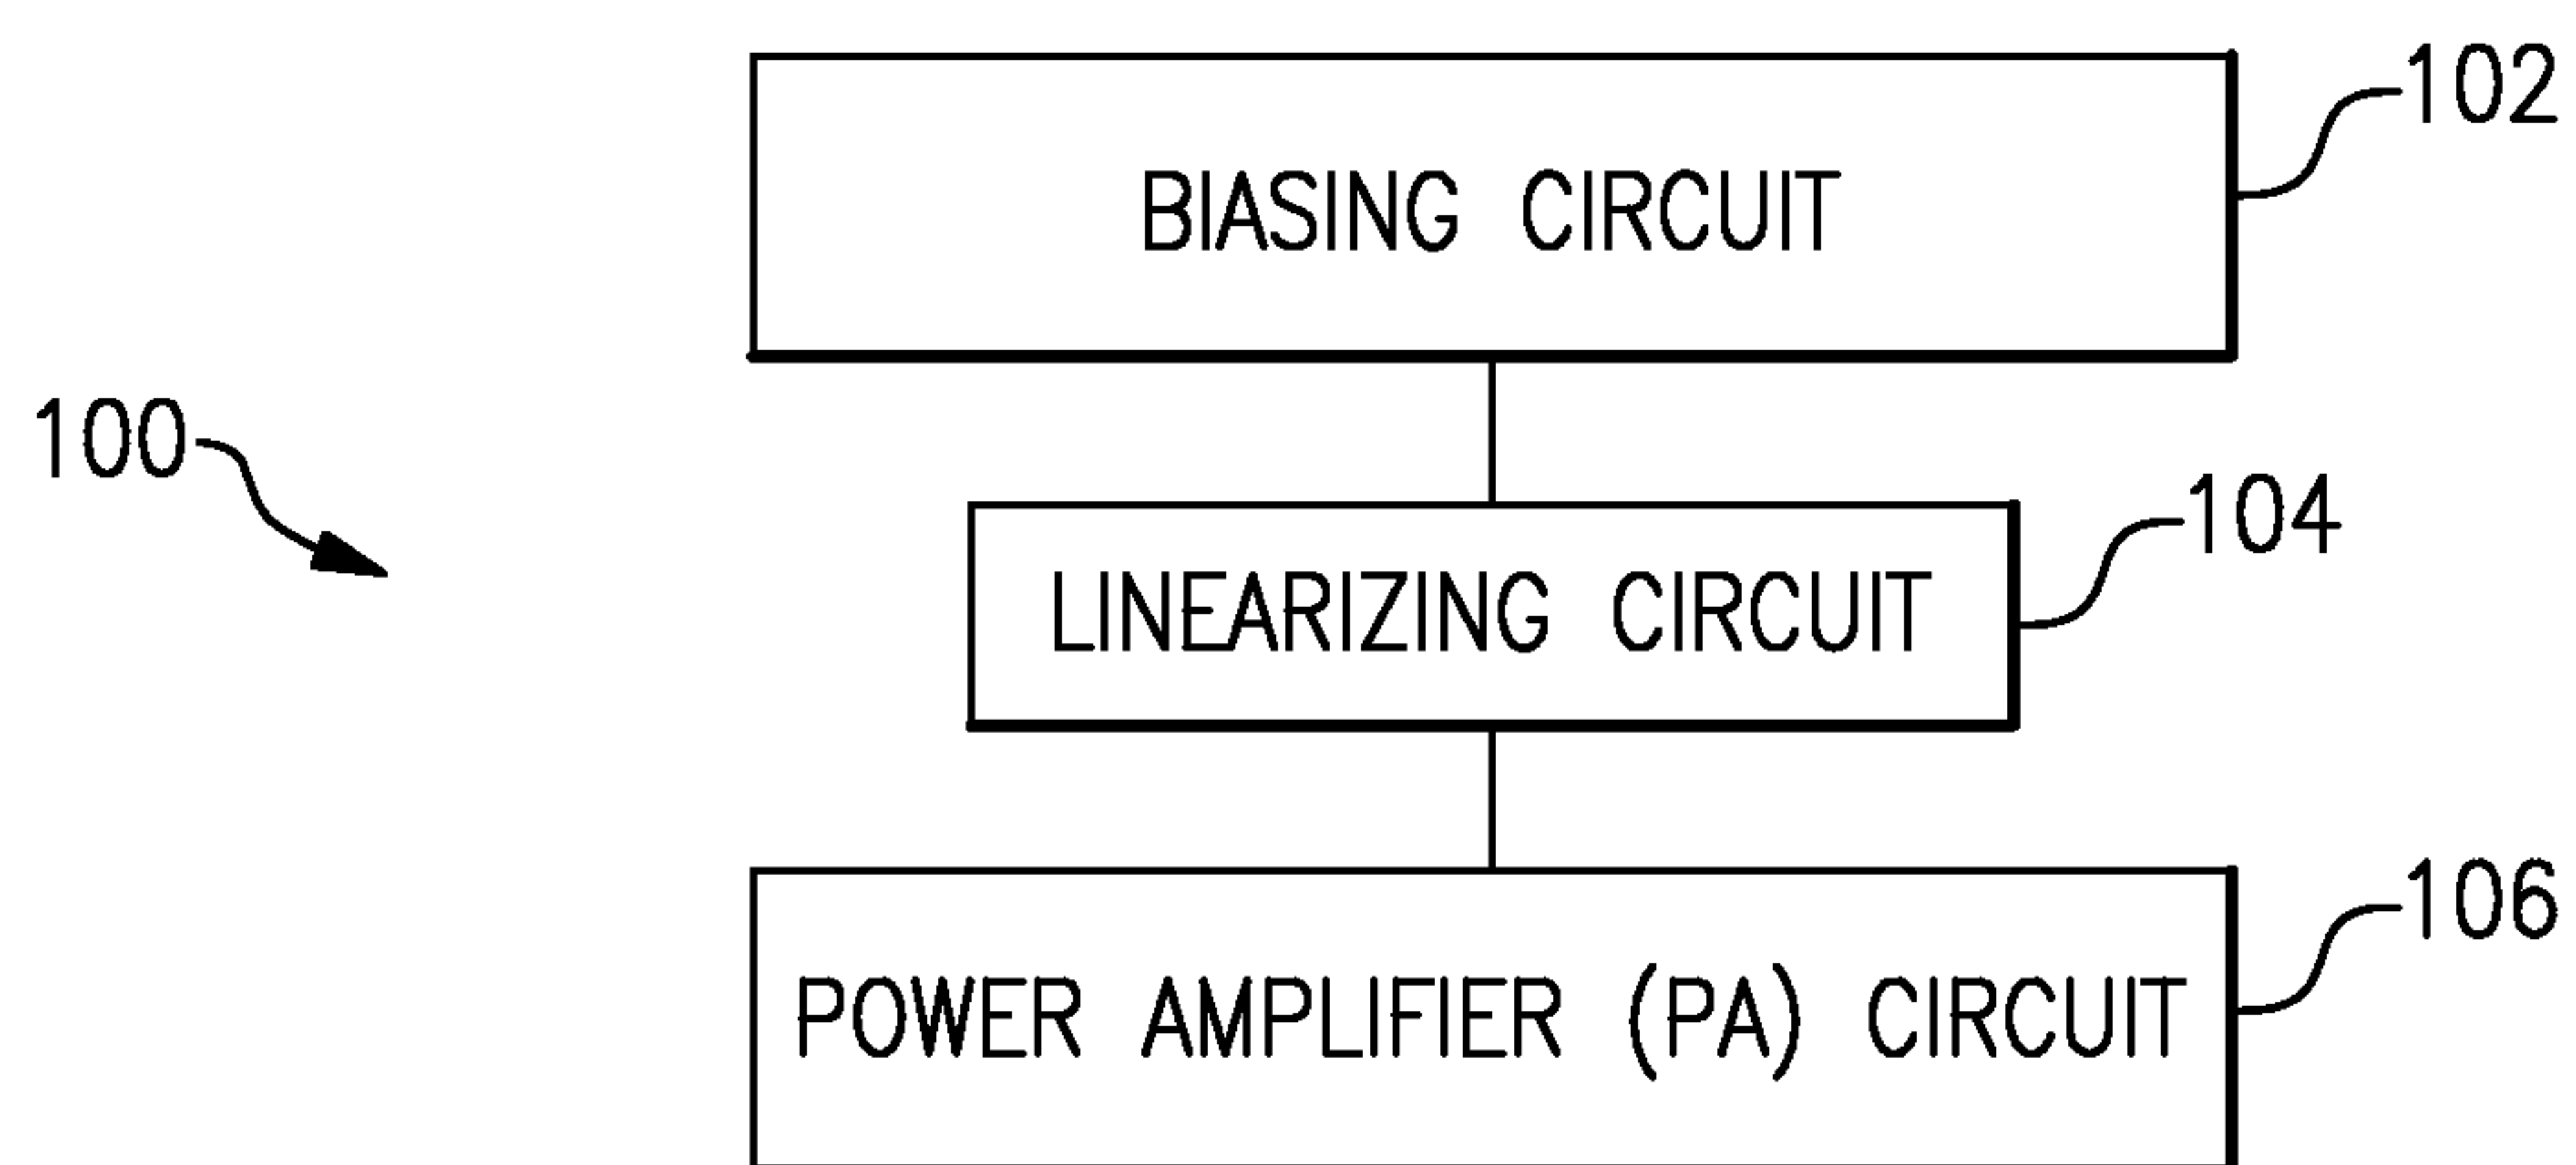 102
BIASING CIRCUIT
100
104
LINEARIZING CIRCUIT
106
POWER AMPLIFIER (PA) CIRCUIT